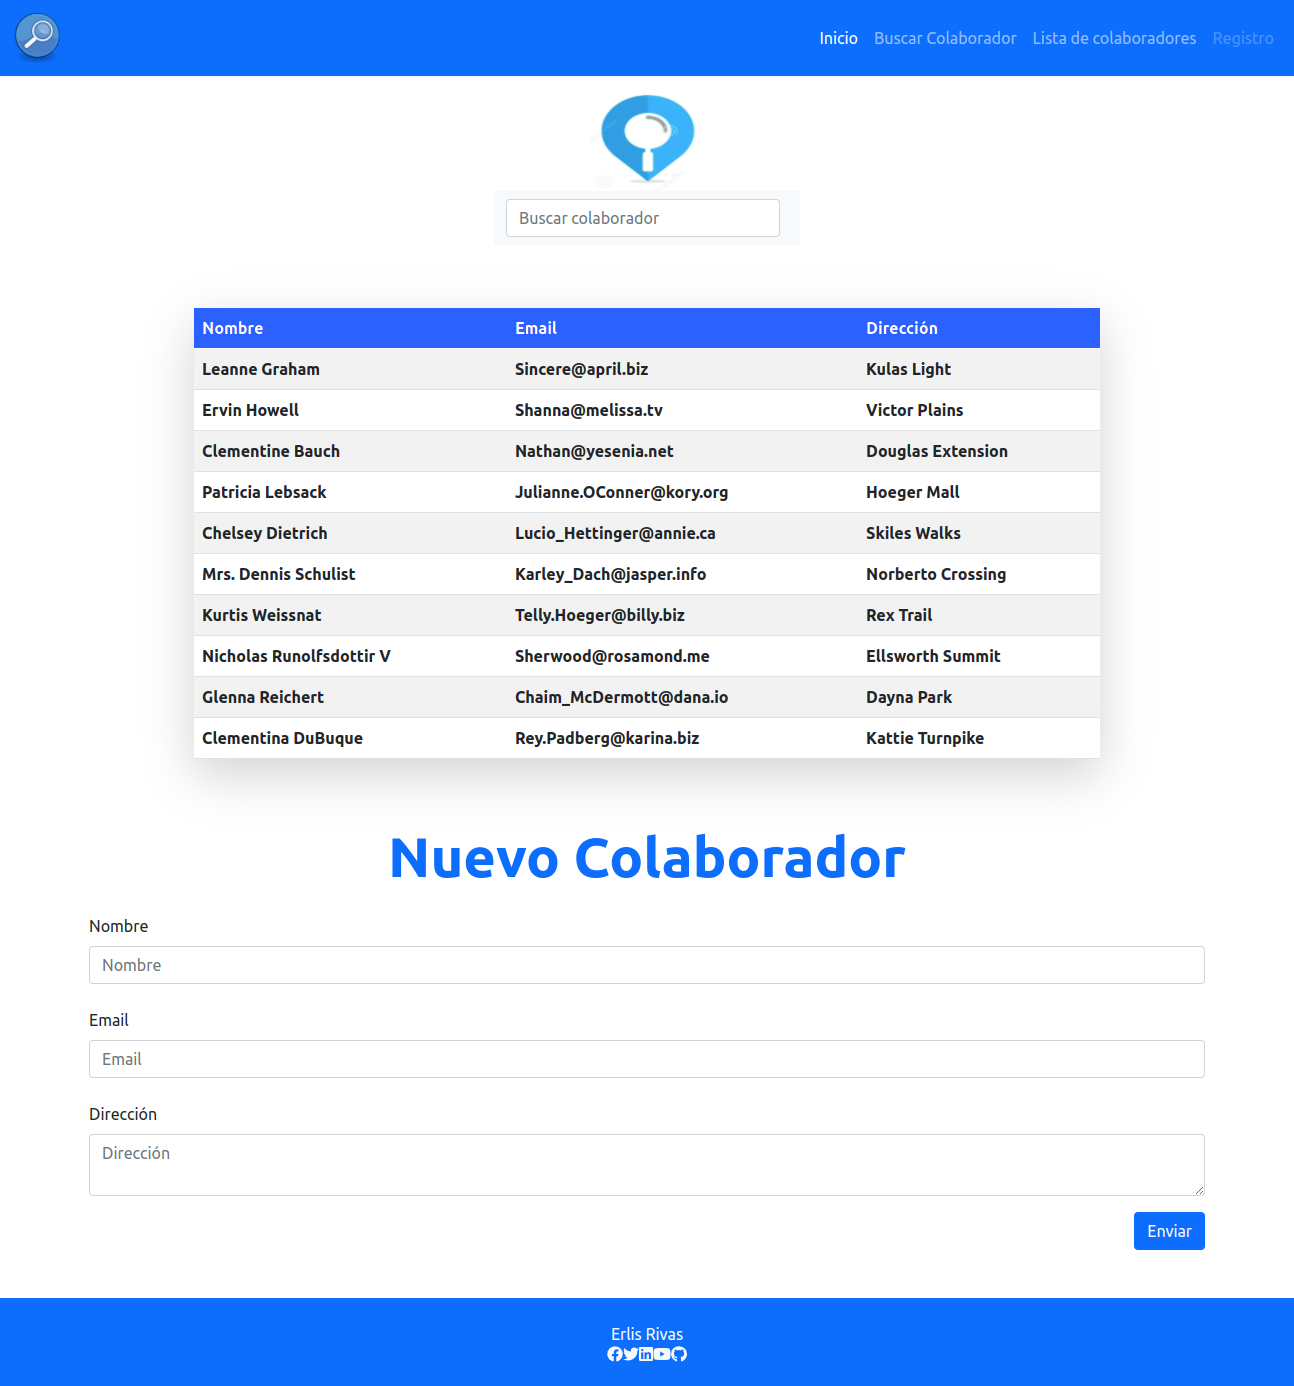 Inicio Buscar Colaborador Lista de colaboradores Registro
Buscar colaborador
Nombre Email Dirección
Leanne Graham Sincere@april.biz Kulas Light
Ervin Howell Shanna@melissa.tv Victor Plains
Clementine Bauch Nathan@yesenia.net Douglas Extension
Patricia Lebsack Julianne.OConner@kory.org Hoeger Mall
Chelsey Dietrich Lucio_Hettinger@annie.ca Skiles Walks
Mrs. Dennis Schulist Karley_Dach@jasper.info Norberto Crossing
Kurtis Weissnat Telly.Hoeger@billy.biz Rex Trail
Nicholas Runolfsdottir V Sherwood@rosamond.me Ellsworth Summit
Glenna Reichert Chaim_McDermott@dana.io Dayna Park
Clementina DuBuque Rey.Padberg@karina.biz Kattie Turnpike
Nuevo Colaborador
Nombre
Nombre
Email
Email
Dirección
Dirección
Enviar
Erlis Rivas